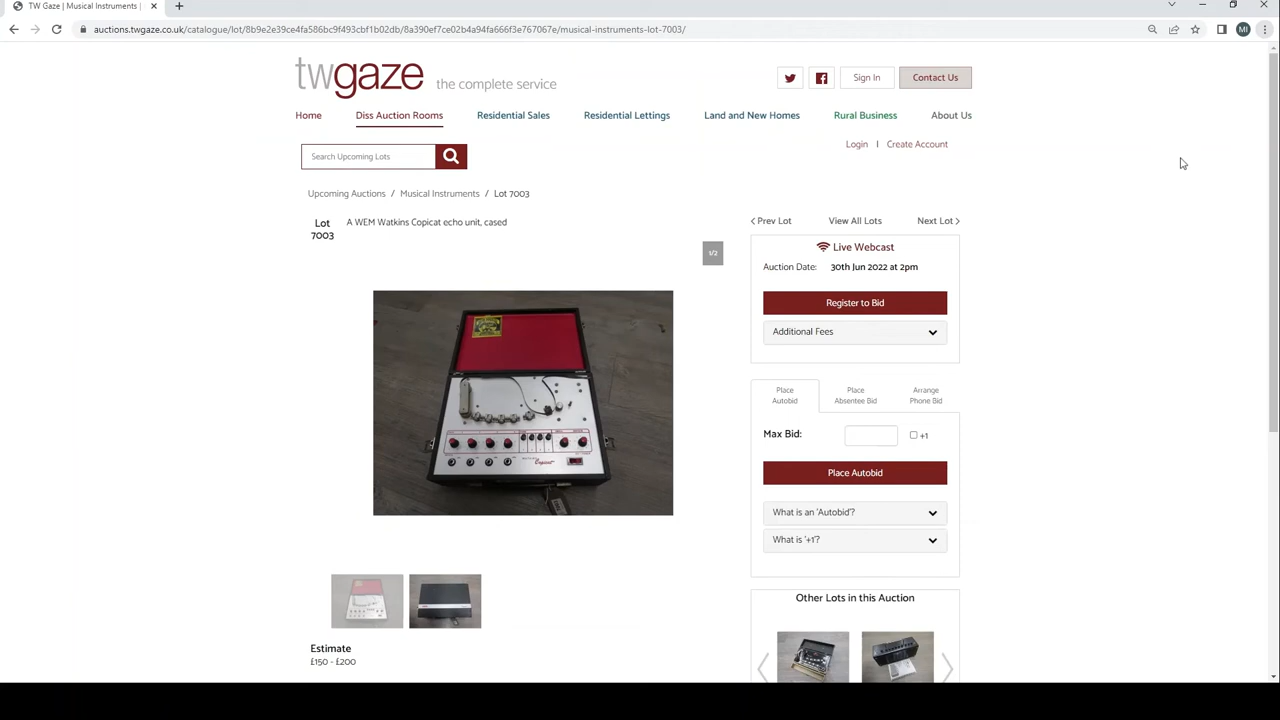 TW Gaze | Musical Instruments |
auctions.twgaze.co.uk/catalogue/lot/8b9e2e39ce4fa586bc9f493cbf1b02db/8a390ef7ce02b4a94fa666f3e767067e/musical-instruments-lot-7003/
MI
twgaze the complete service
Sign In
Contact Us
Home
Diss Auction Rooms
Residential Sales
Residential Lettings
Land and New Homes
Rural Business
About Us
Login | Create Account
Search Upcoming Lots
Upcoming Auctions / Musical Instruments / Lot 7003
Lot
7003
A WEM Watkins Copicat echo unit, cased
1/2
Prev Lot
View All Lots
Next Lot
Live Webcast
Auction Date: 30th Jun 2022 at 2pm
Register to Bid
Additional Fees
Place
Autobid
Place
Absentee Bid
Arrange
Phone Bid
Max Bid:
+1
Place Autobid
What is an 'Autobid'?
What is '+1'?
Other Lots in this Auction
Copicat
Estimate
£150 - £200